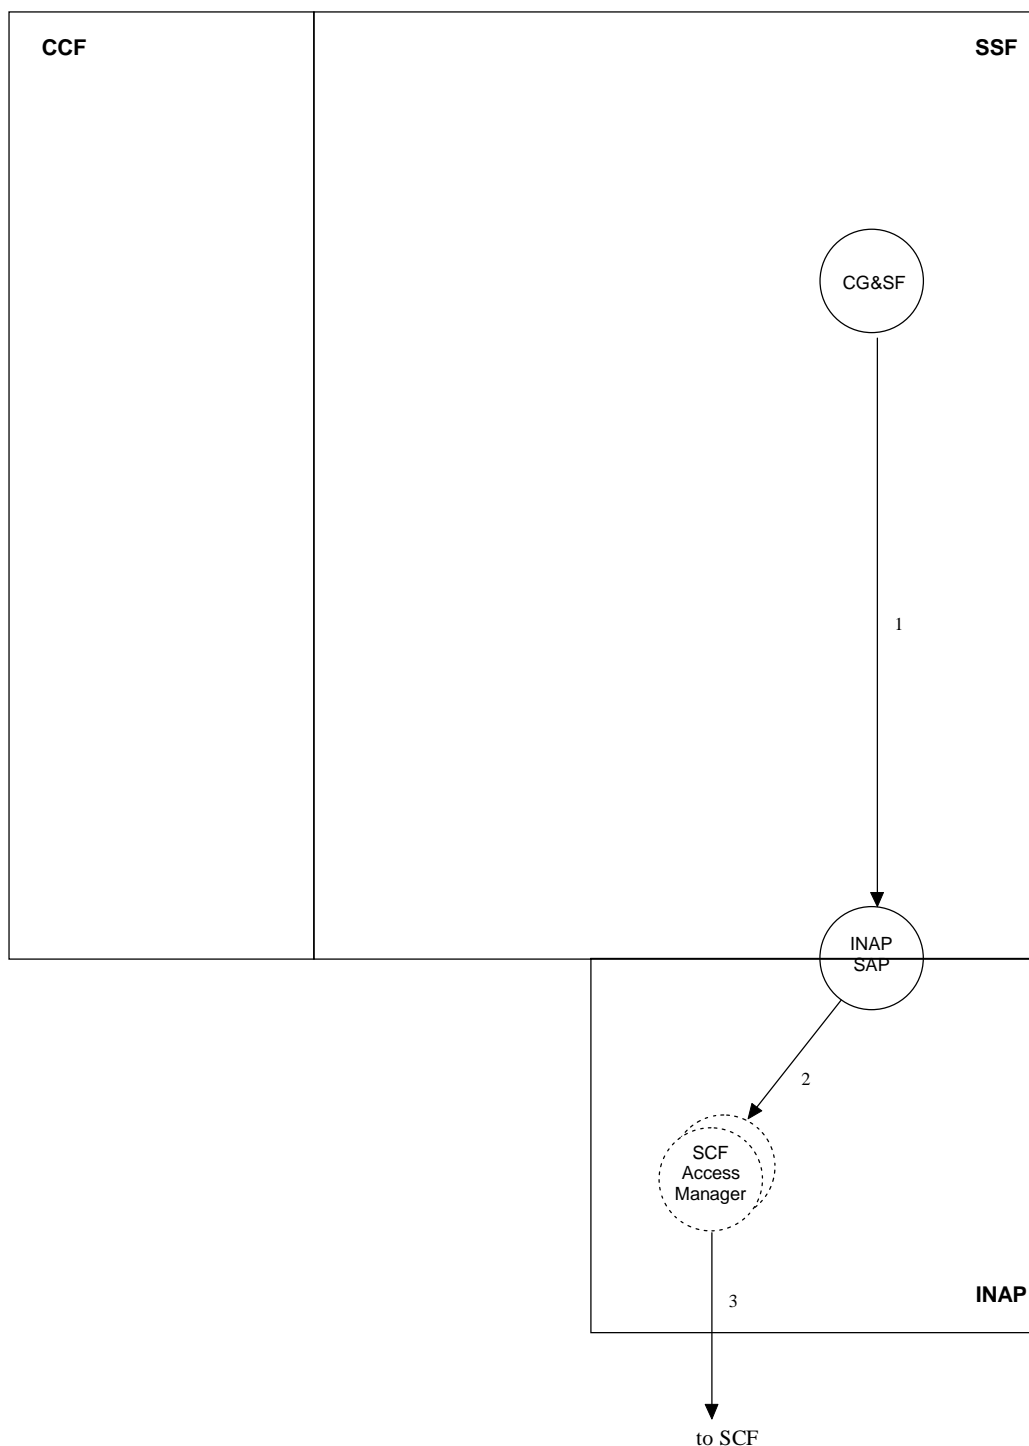 CCF
SSF
CG&SF
1
INAP
SAP
2
SCF
Access
Manager
3
INAP
to SCF